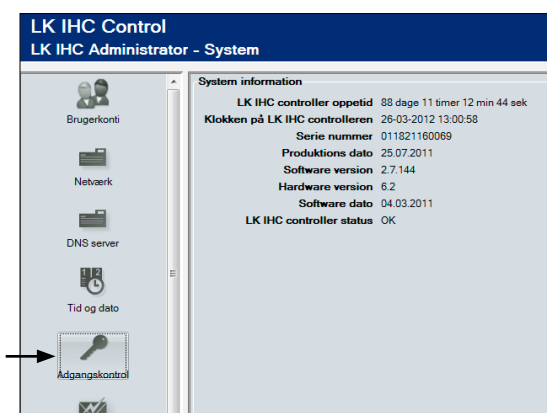 LK IHC Control
LK IHC Administrator - System
Brugerkonti
Netværk
DNS server
Tid og dato
Adgangskontrol
System information
LK IHC controller oppetid 88 dage 11 timer 12 min 44 sek
Klokken på LK IHC controlleren 26-03-2012 13:00:58
Serie nummer 011821160069
Produktions dato 25.07.2011
Software version 2.7.144
Hardware version 6.2
Software dato 04.03.2011
LK IHC controller status OK